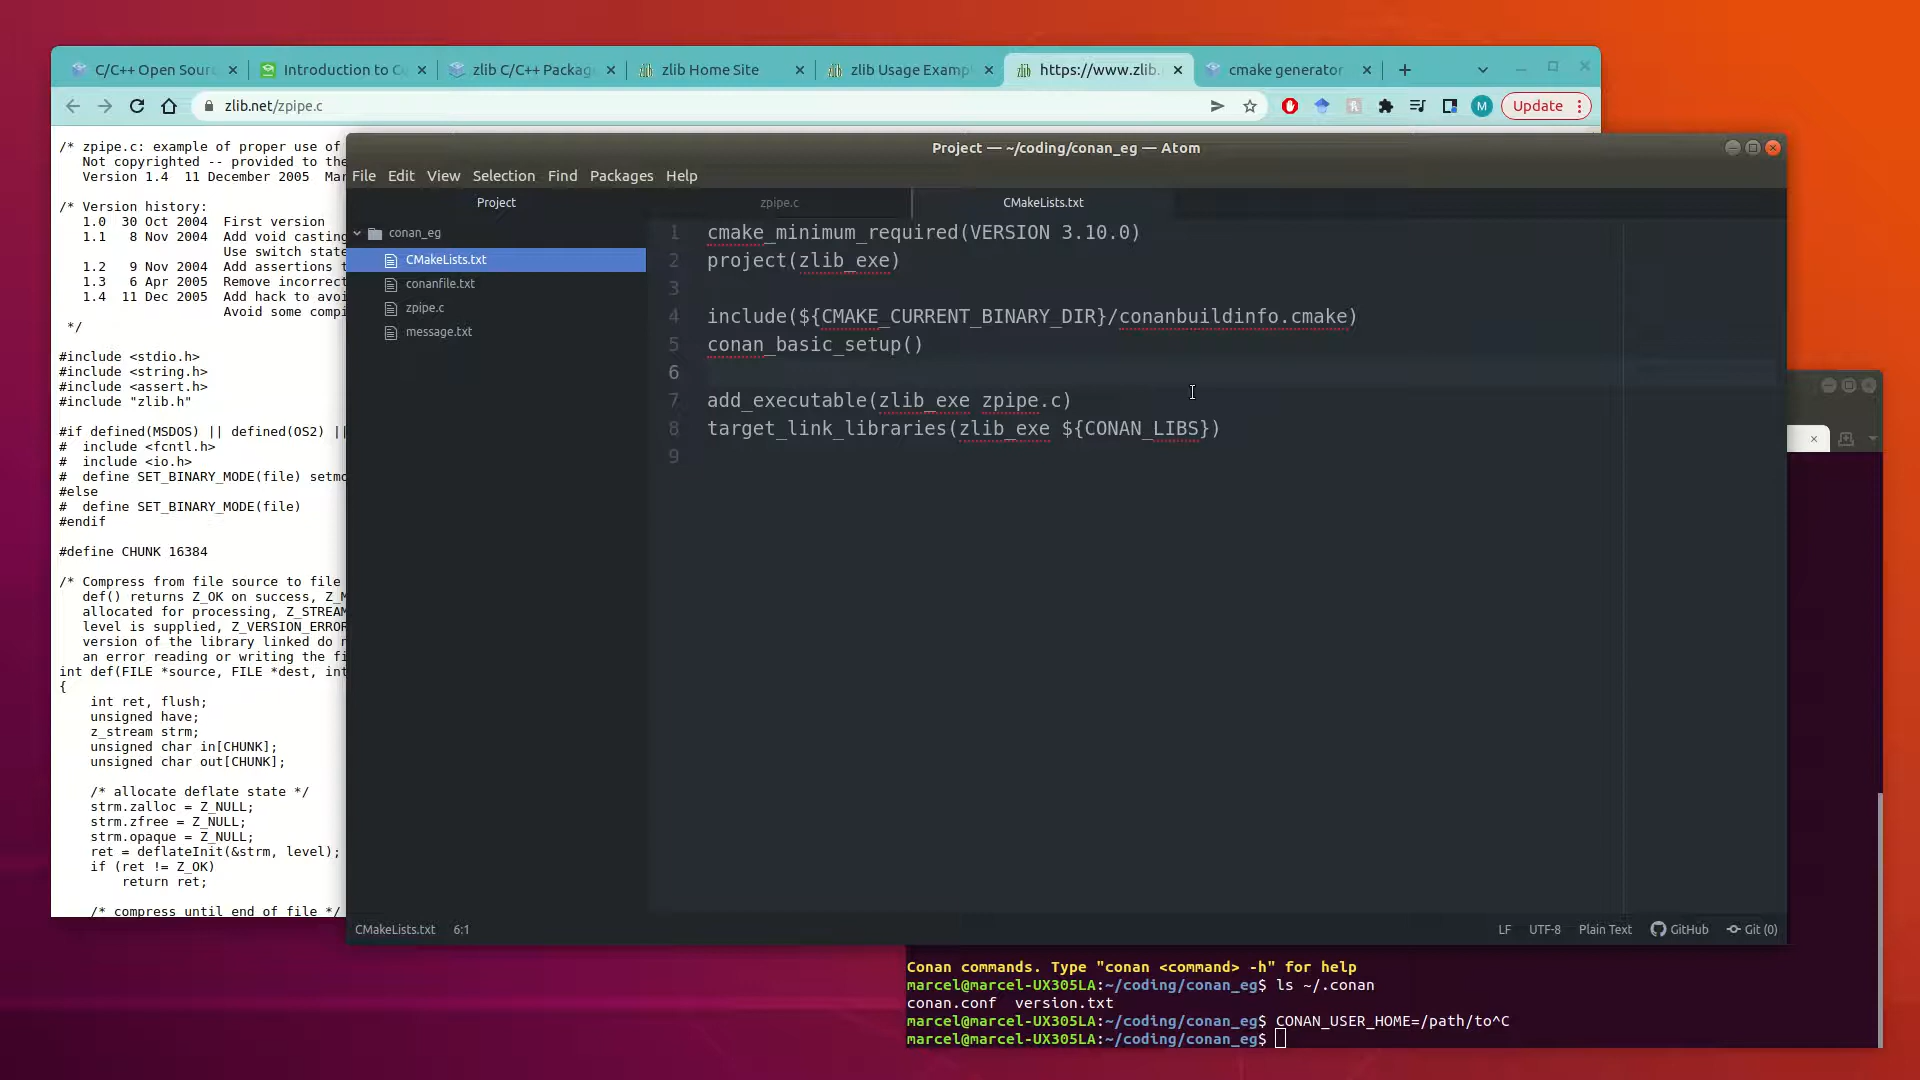 C/C++ Open Sour
Introduction to C
zlib C/C++ Packag
zlib Home Site
zlib Usage Examp
https://www.zlib.
cmake generator
zlib.net/zpipe.c
M
Update
/* zpipe.c: example of proper use of
Not copyrighted -- provided to the
Version 1.4  11 December 2005  Mar
/* Version history:
1.0  30 Oct 2004  First version
1.1   8 Nov 2004  Add void casting
Use switch state
1.2   9 Nov 2004  Add assertions t
1.3   6 Apr 2005  Remove incorrect
1.4  11 Dec 2005  Add hack to avoi
Avoid some compi
*/
#include <stdio.h>
#include <string.h>
#include <assert.h>
#include "zlib.h"
#if defined(MSDOS) || defined(OS2) ||
#  include <fcntl.h>
#  include <io.h>
#  define SET_BINARY_MODE(file) setmo
#else
#  define SET_BINARY_MODE(file)
#endif
#define CHUNK 16384
/* Compress from file source to file
def() returns Z_OK on success, Z_M
allocated for processing, Z_STREAM
level is supplied, Z_VERSION_ERROR
version of the library linked do n
an error reading or writing the fi
int def(FILE *source, FILE *dest, int
{
int ret, flush;
unsigned have;
z_stream strm;
unsigned char in[CHUNK];
unsigned char out[CHUNK];
/* allocate deflate state */
strm.zalloc = Z_NULL;
strm.zfree = Z_NULL;
strm.opaque = Z_NULL;
ret = deflateInit(&strm, level);
if (ret != Z_OK)
return ret;
/* compress until end of file */
Project — ~/coding/conan_eg — Atom
File Edit View Selection Find Packages Help
Project
zpipe.c
CMakeLists.txt
conan_eg
CMakeLists.txt
conanfile.txt
zpipe.c
message.txt
1 cmake_minimum_required(VERSION 3.10.0)
2 project(zlib_exe)
3
4 include(${CMAKE_CURRENT_BINARY_DIR}/conanbuildinfo.cmake)
5 conan_basic_setup()
6
7 add_executable(zlib_exe zpipe.c)
8 target_link_libraries(zlib_exe ${CONAN_LIBS})
9
CMakeLists.txt 6:1
LF UTF-8 Plain Text GitHub Git (0)
Conan commands. Type "conan <command> -h" for help
marcel@marcel-UX305LA:~/coding/conan_eg$ ls ~/.conan
conan.conf  version.txt
marcel@marcel-UX305LA:~/coding/conan_eg$ CONAN_USER_HOME=/path/to^C
marcel@marcel-UX305LA:~/coding/conan_eg$